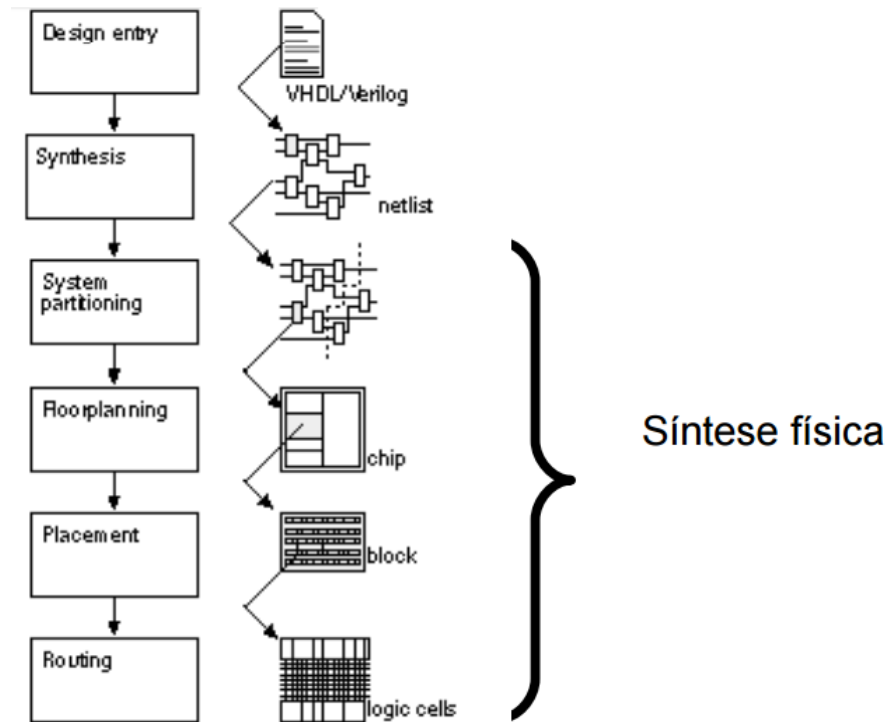 Design entry
VHDL/Verilog
Synthesis
netlist
System
partitioning
Floorplanning
chip
Síntese física
Placement
block
Routing
logic cells